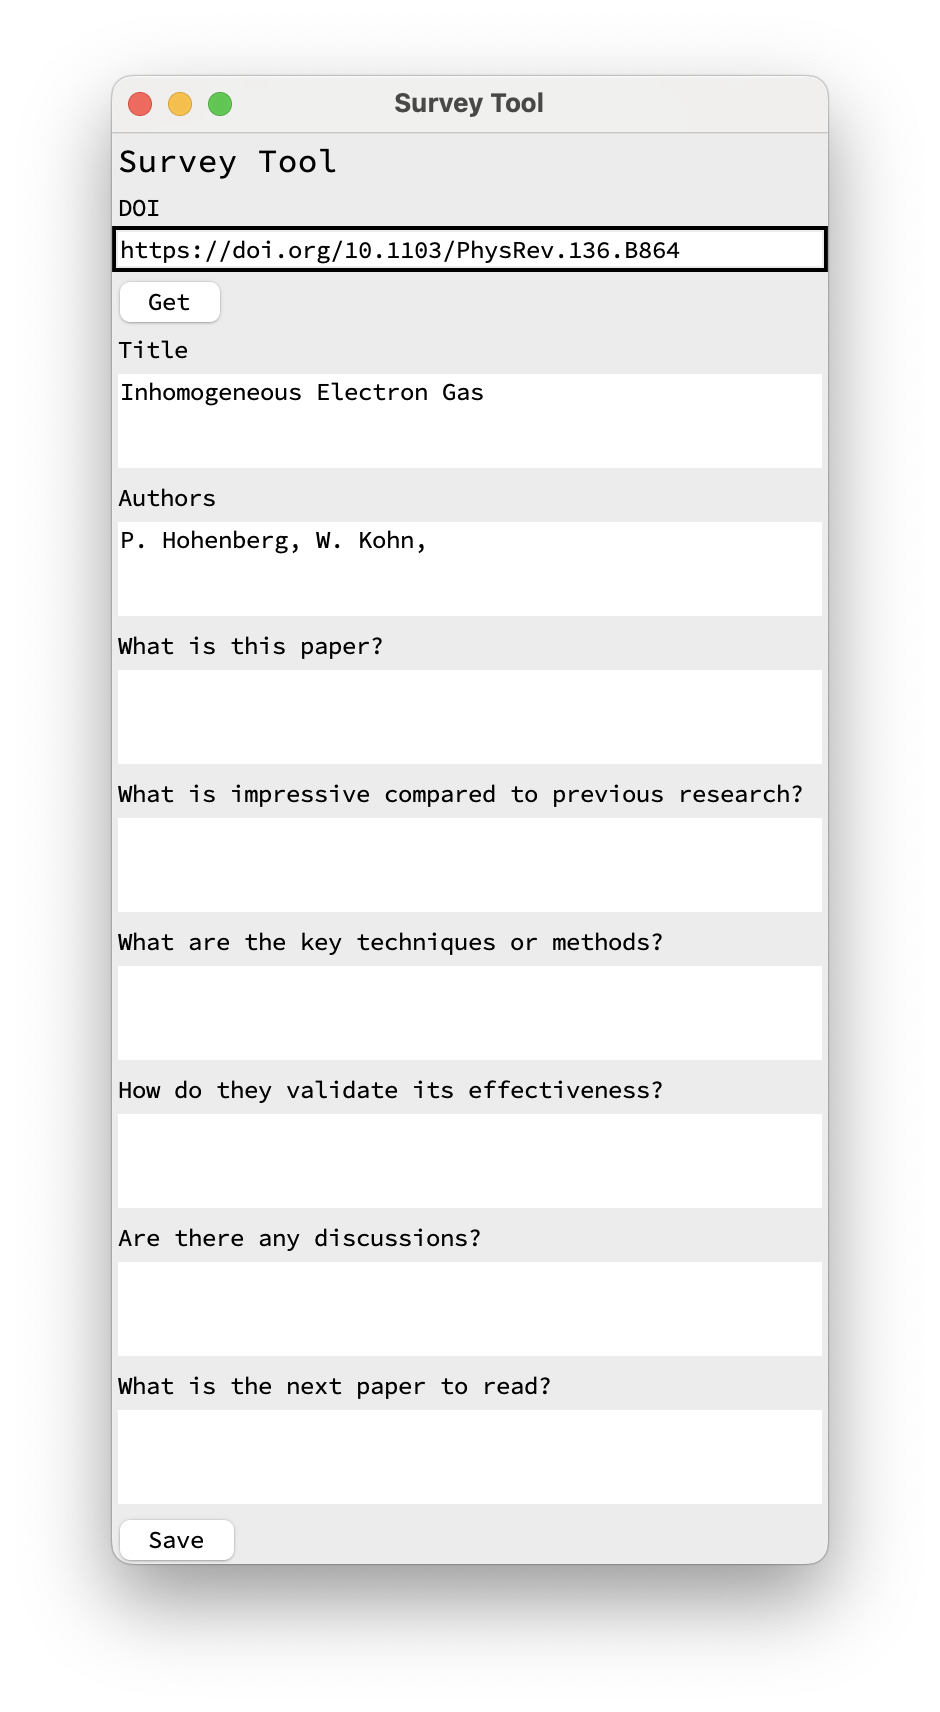 Survey Tool
Survey Tool
DOI
https://doi.org/10.1103/PhysRev.136.B864
Get
Title
Inhomogeneous Electron Gas
Authors
P. Hohenberg, W. Kohn,
What is this paper?
What is impressive compared to previous research?
What are the key techniques or methods?
How do they validate its effectiveness?
Are there any discussions?
What is the next paper to read?
Save